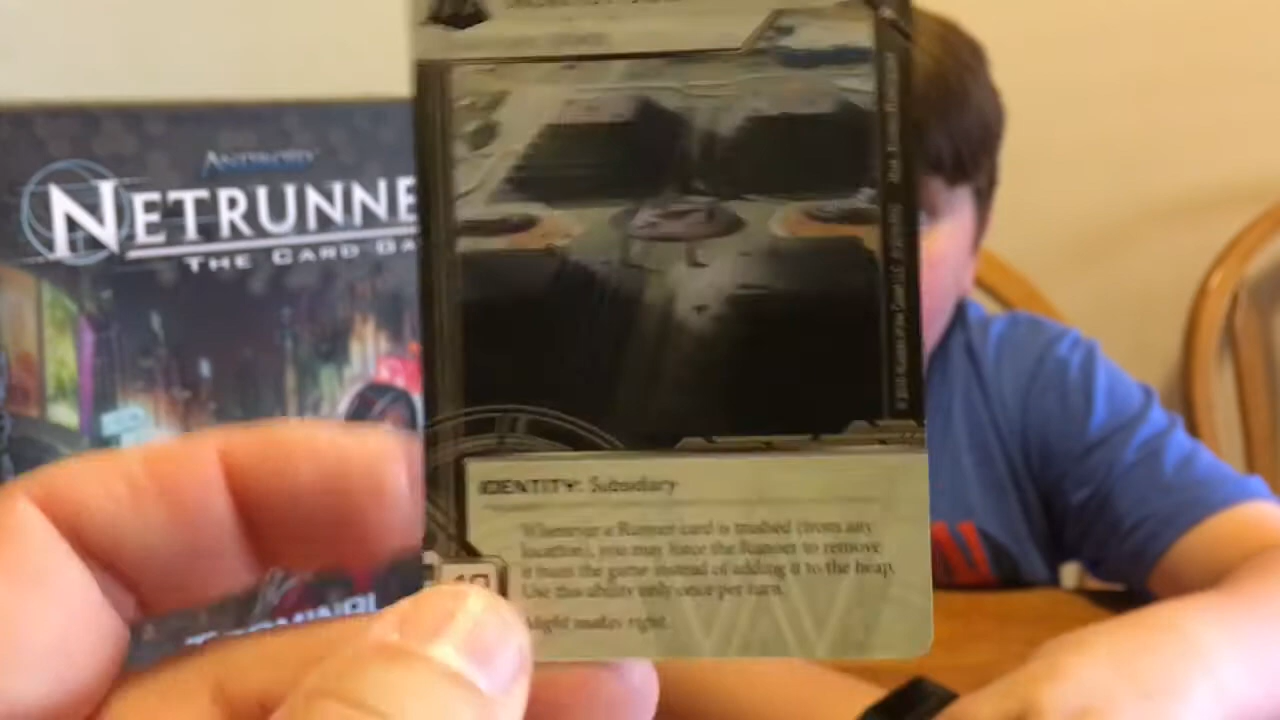 ANDROID
NETRUNNE
THE CARD GA
IDENTITY: Subsidiary
Whenever a Runner card is trashed (from any
location), you may force the Runner to remove
it from the game instead of adding it to the heap.
Use this ability only once per turn.
Might makes right.
TERMINAL